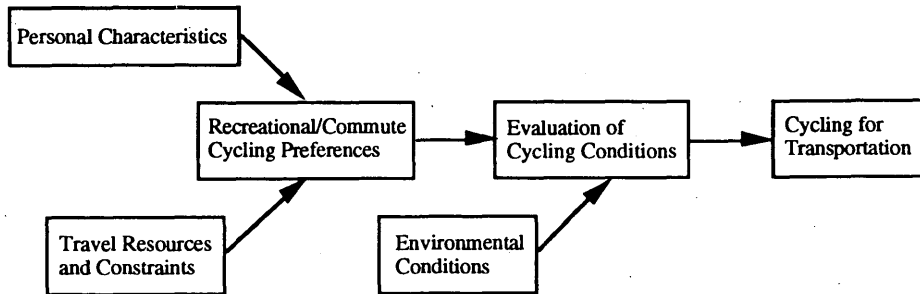 Personal Characteristics
Recreational/Commute
Cycling Preferences
Evaluation of
Cycling Conditions
Cycling for
Transportation
Travel Resources
and Constraints
Environmental
Conditions